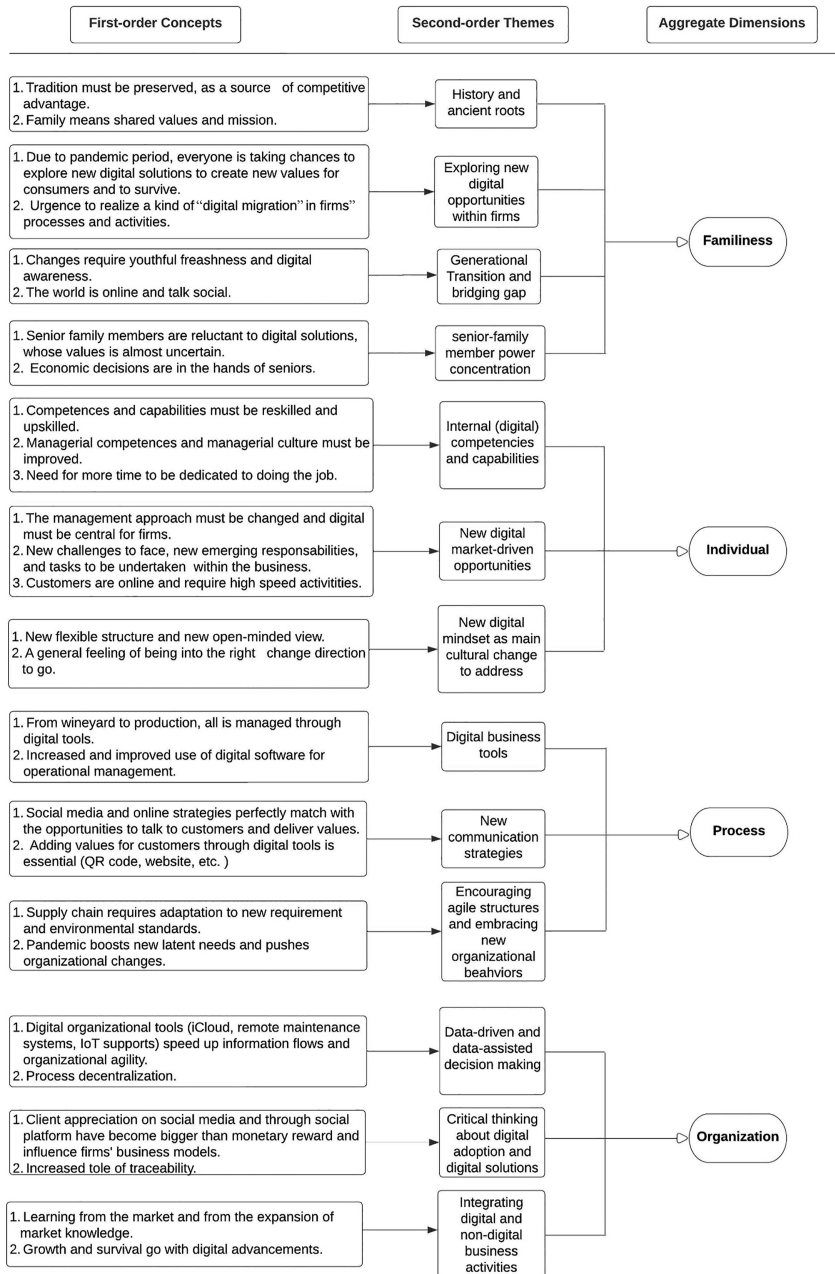 First-order Concepts
Second-order Themes
Aggregate Dimensions
1. Tradition must be preserved, as a source of competitive
advantage.
2. Family means shared values and mission.
History and
ancient roots
1. Due to pandemic period, everyone is taking chances to
explore new digital solutions to create new values for
consumers and to survive.
2. Urgence to realize a kind of “digital migration” in firms”
processes and activities.
Exploring new
digital
opportunities
within firms
1. Changes require youthful freashness and digital
awareness.
2. The world is online and talk social.
Generational
Transition and
bridging gap
1. Senior family members are reluctant to digital solutions,
whose values is almost uncertain.
2. Economic decisions are in the hands of seniors.
senior-family
member power
concentration
Familiness
1. Competences and capabilities must be reskilled and
upskilled.
2. Managerial competences and managerial culture must be
improved.
3. Need for more time to be dedicated to doing the job.
Internal (digital)
competencies
and capabilities
1. The management approach must be changed and digital
must be central for firms.
2. New challenges to face, new emerging responsabilities,
and tasks to be undertaken within the business.
3. Customers are online and require high speed activitities.
New digital
market-driven
opportunities
1. New flexible structure and new open-minded view.
2. A general feeling of being into the right change direction
to go.
New digital
mindset as main
cultural change
to address
Individual
1. From wineyard to production, all is managed through
digital tools.
2. Increased and improved use of digital software for
operational management.
Digital business
tools
1. Social media and online strategies perfectly match with
the opportunities to talk to customers and deliver values.
2. Adding values for customers through digital tools is
essential (QR code, website, etc. )
New
communication
strategies
1. Supply chain requires adaptation to new requirement
and environmental standards.
2. Pandemic boosts new latent needs and pushes
organizational changes.
Encouraging
agile structures
and embracing
new
organizational
beahviors
Process
1. Digital organizational tools (iCloud, remote maintenance
systems, IoT supports) speed up information flows and
organizational agility.
2. Process decentralization.
Data-driven and
data-assisted
decision making
1. Client appreciation on social media and through social
platform have become bigger than monetary reward and
influence firms' business models.
2. Increased tole of traceability.
Critical thinking
about digital
adoption and
digital solutions
1. Learning from the market and from the expansion of
market knowledge.
2. Growth and survival go with digital advancements.
Integrating
digital and
non-digital
business
activities
Organization